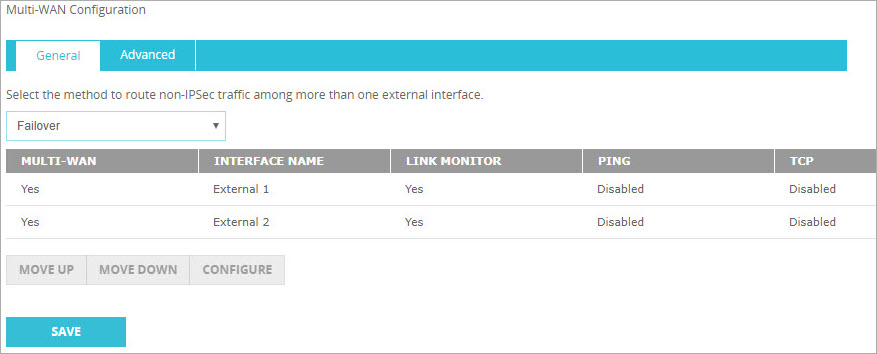 Multi-WAN Configuration
General Advanced
Select the method to route non-IPSec traffic among more than one external interface.
Failover
MULTI-WAN INTERFACE NAME LINK MONITOR PING TCP
Yes External 1 Yes Disabled Disabled
Yes External 2 Yes Disabled Disabled
MOVE UP MOVE DOWN CONFIGURE
SAVE